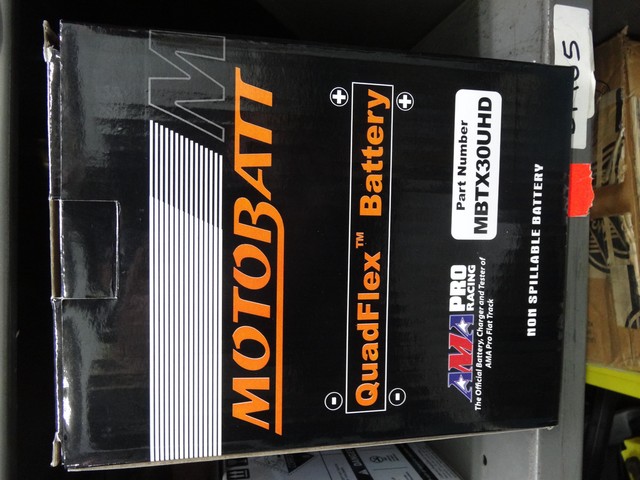 M
MOTOBATT
+ +
QuadFlex™ Battery
- -
Part Number
MBTX30UHD
AMA PRO
RACING
The Official Battery, Charger and Tester of
AMA Pro Flat Track
NON SPILLABLE BATTERY